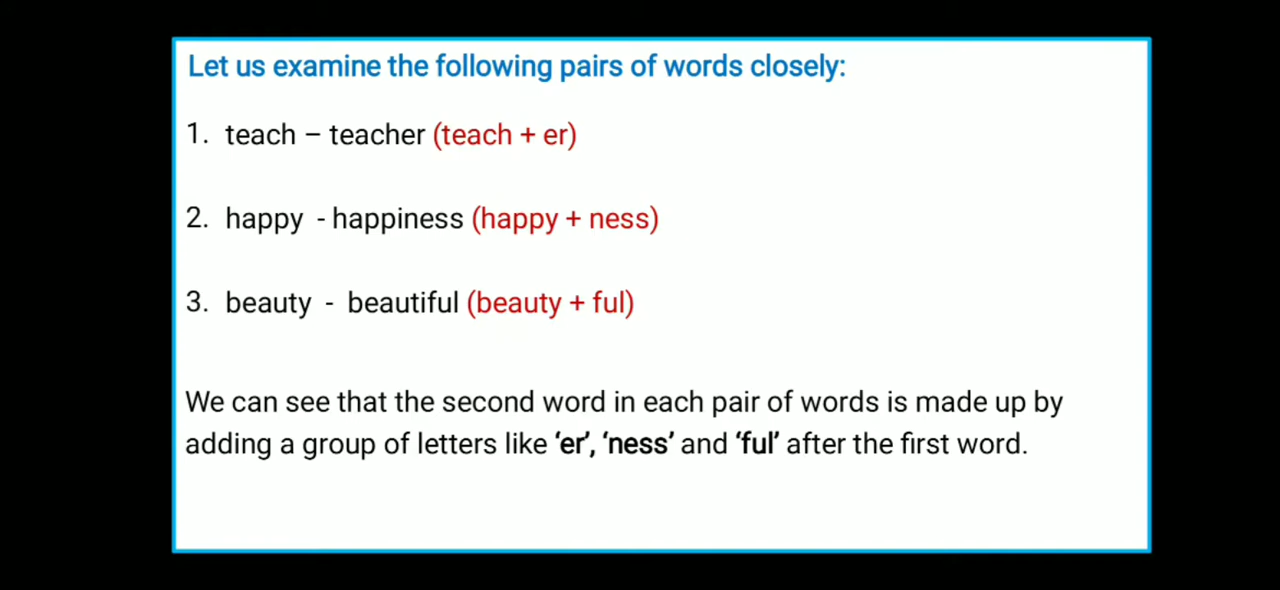 Let us examine the following pairs of words closely:
1. teach – teacher (teach + er)
2. happy - happiness (happy + ness)
3. beauty - beautiful (beauty + ful)
We can see that the second word in each pair of words is made up by
adding a group of letters like ‘er’, ‘ness’ and ‘ful’ after the first word.